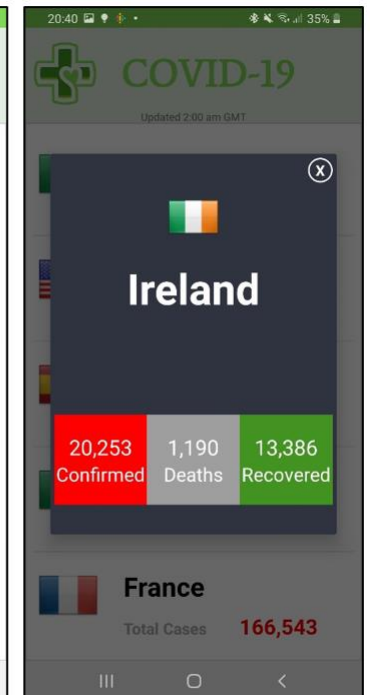 20:40 35%
COVID-19
Updated 2:00 am GMT
X
Ireland
20,253 1,190 13,386
Confirmed Deaths Recovered
France
Total Cases 166,543